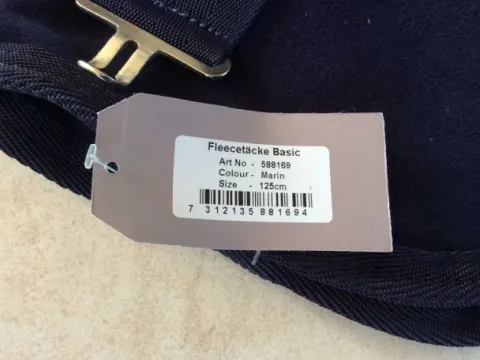 Fleecetäcke Basic
Art No - 588169
Colour - Marin
Size - 125cm
7 312135 881694